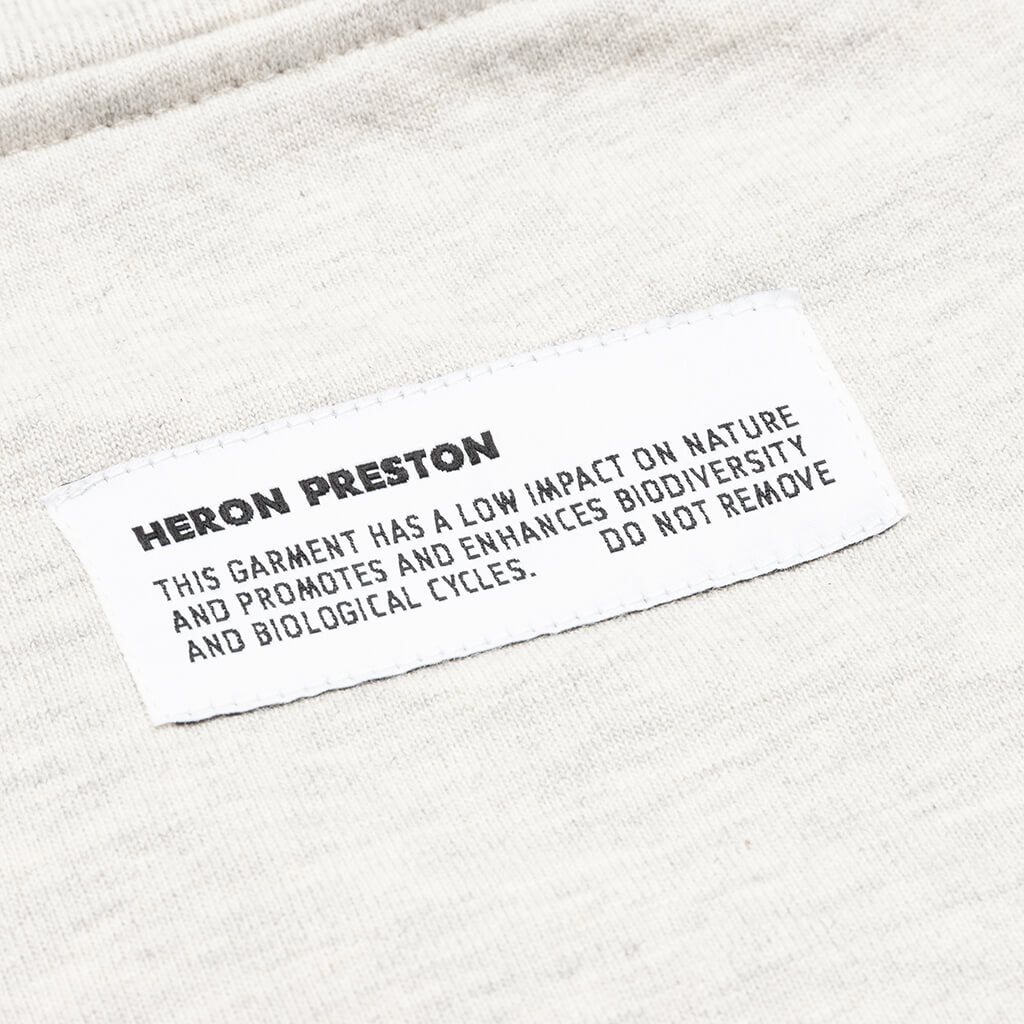 HERON PRESTON
THIS GARMENT HAS A LOW IMPACT ON NATURE
AND PROMOTES AND ENHANCES BIODIVERSITY
AND BIOLOGICAL CYCLES. DO NOT REMOVE